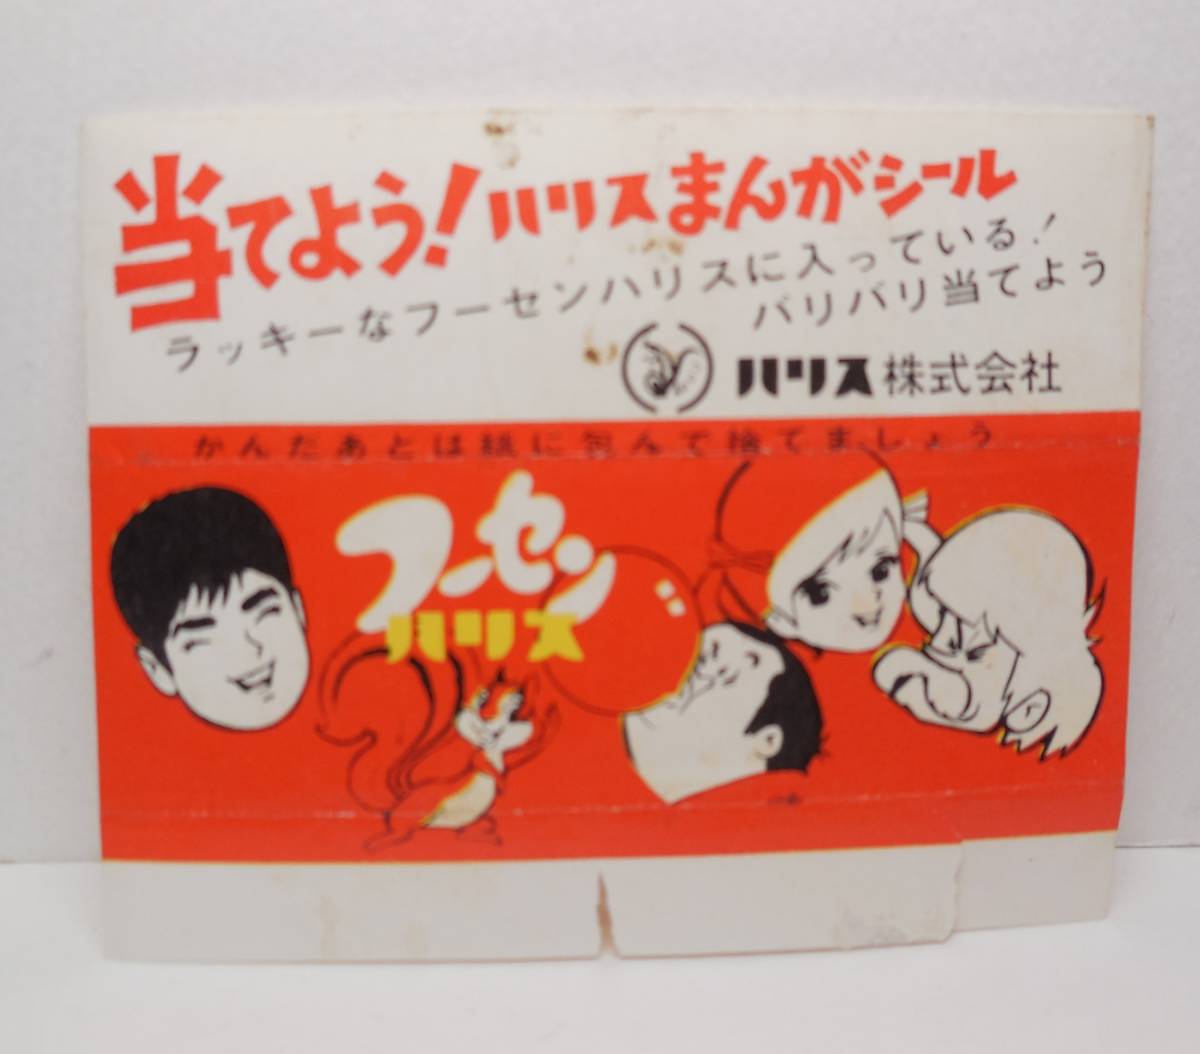 当てよう!ハリスまんがシール
ラッキーなフーセンハリスに入っている!
バリバリ当てよう
ハリス株式会社
かんだあとは紙に包んで捨てましょう
フーセン
ハリス